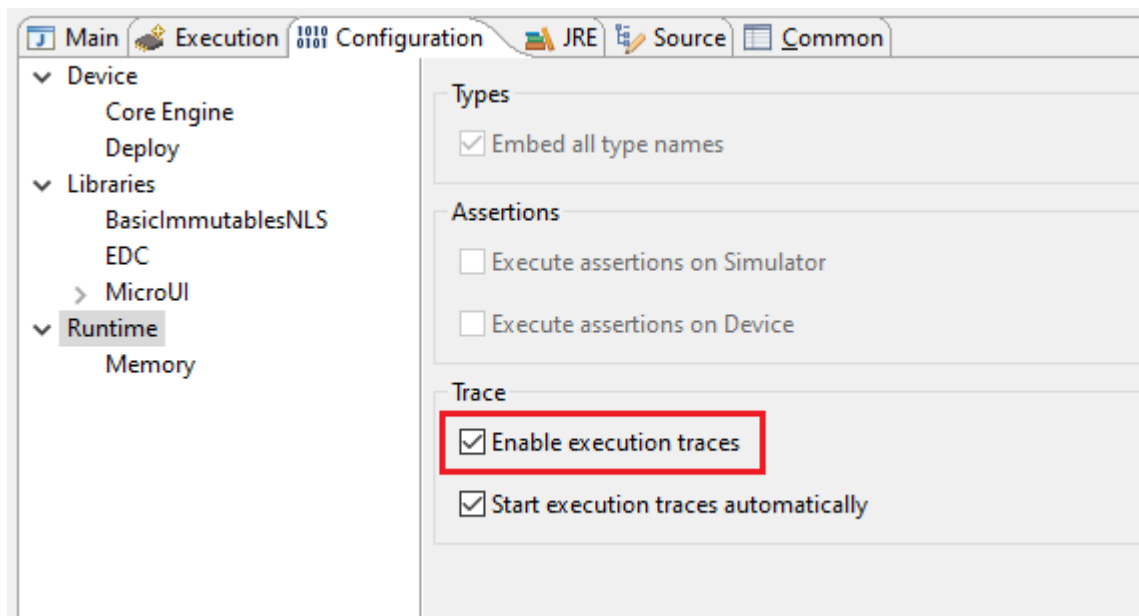 Main Execution Configuration JRE Source Common
Device
Core Engine
Deploy
Libraries
BasicImmutablesNLS
EDC
MicroUI
Runtime
Memory
Types
Embed all type names
Assertions
Execute assertions on Simulator
Execute assertions on Device
Trace
Enable execution traces
Start execution traces automatically